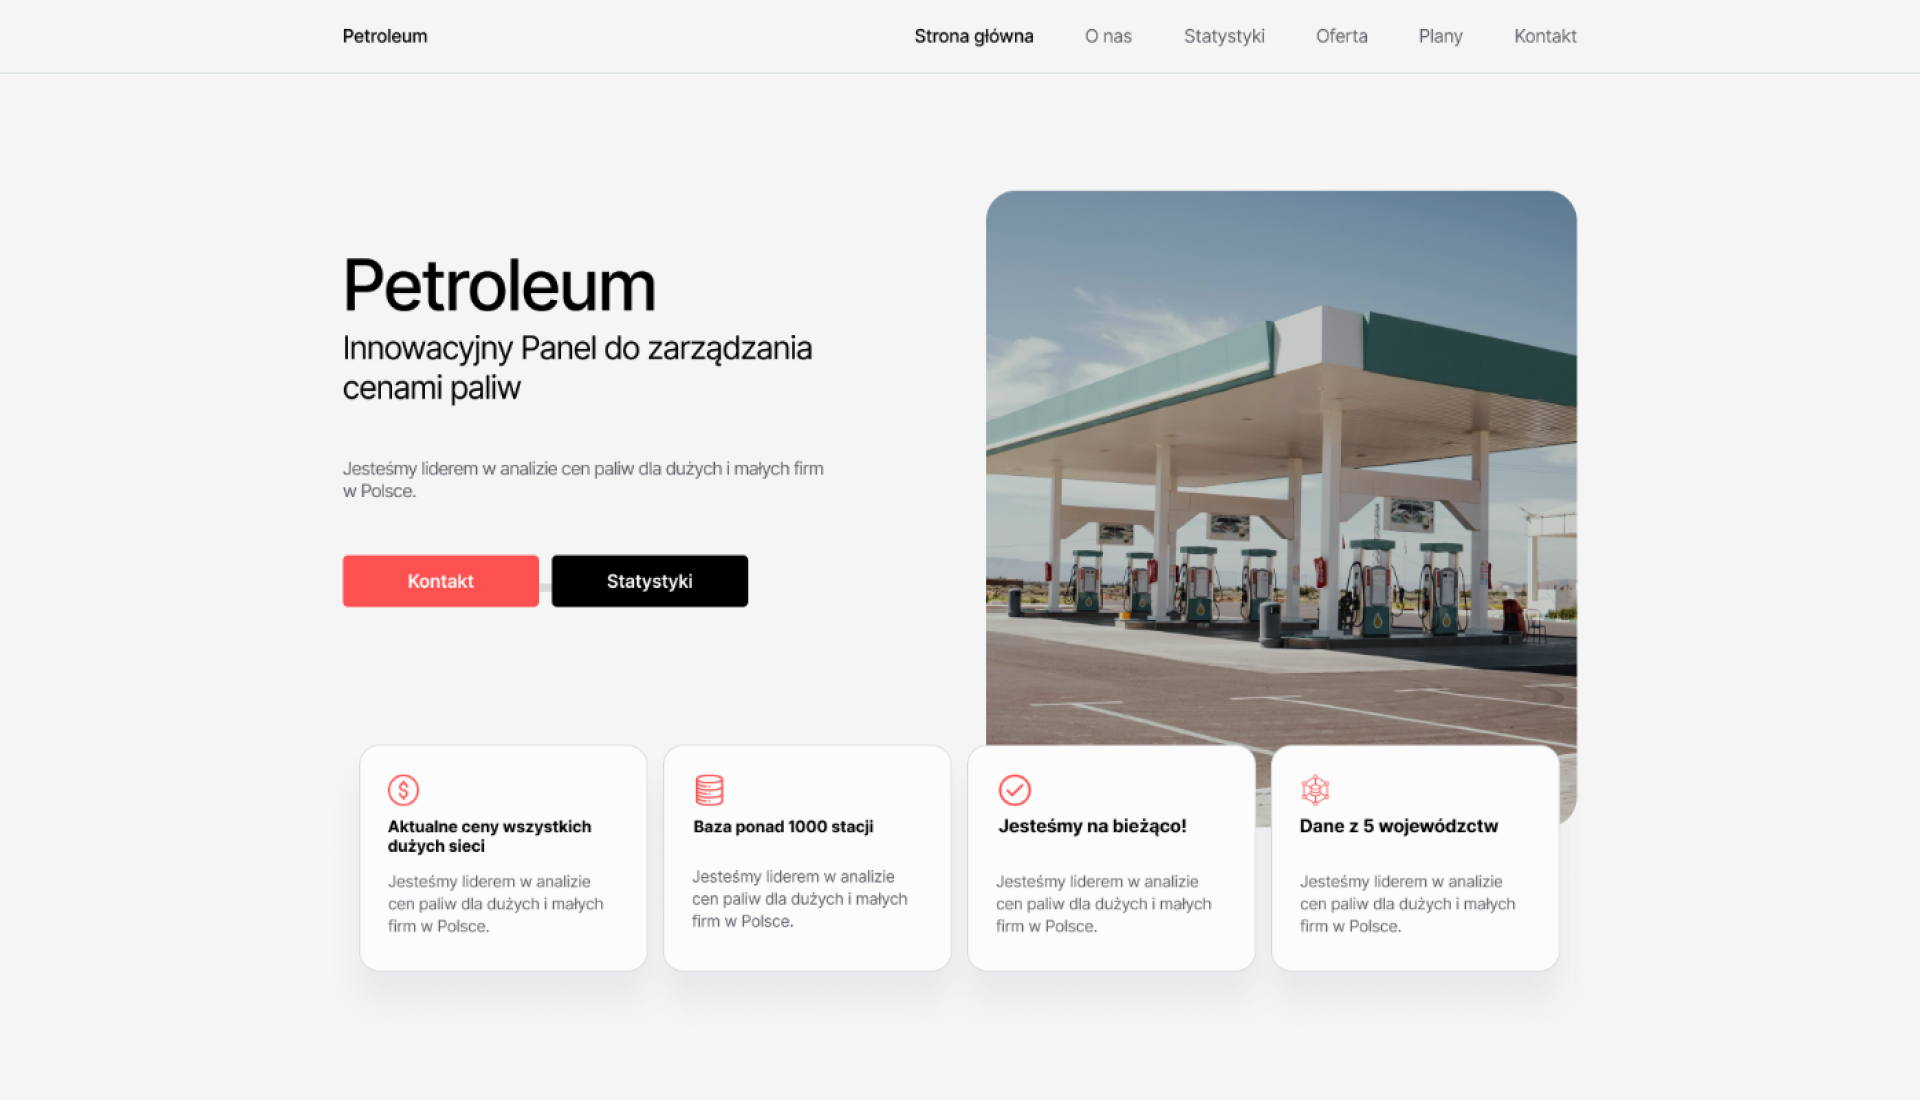 Petroleum
Strona główna
O nas
Statystyki
Oferta
Plany
Kontakt
Petroleum
Innowacyjny Panel do zarządzania
cenami paliw
Jesteśmy liderem w analizie cen paliw dla dużych i małych firm
w Polsce.
Kontakt
Statystyki
Aktualne ceny wszystkich
dużych sieci
Jesteśmy liderem w analizie
cen paliw dla dużych i małych
firm w Polsce.
Baza ponad 1000 stacji
Jesteśmy liderem w analizie
cen paliw dla dużych i małych
firm w Polsce.
Jesteśmy na bieżąco!
Jesteśmy liderem w analizie
cen paliw dla dużych i małych
firm w Polsce.
Dane z 5 wojewódzctw
Jesteśmy liderem w analizie
cen paliw dla dużych i małych
firm w Polsce.